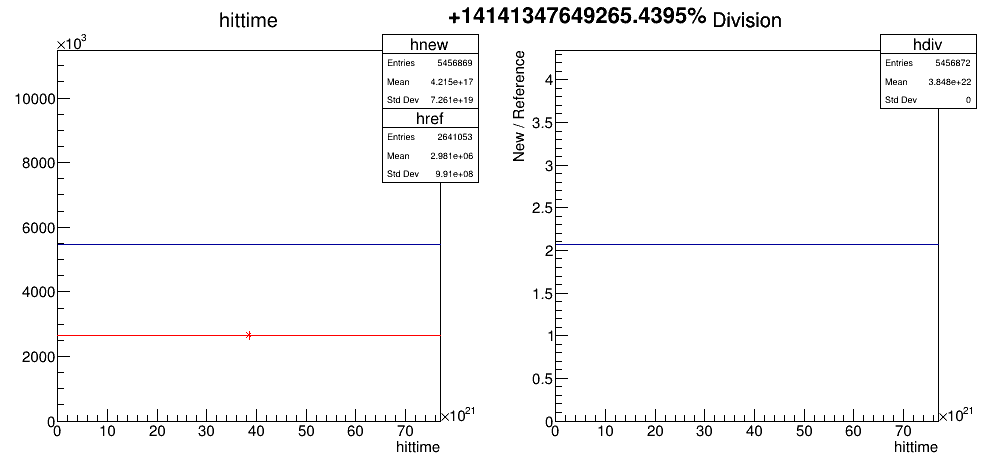 +14141347649265.4395%
hittime
×10³
10000
8000
6000
4000
2000
0
0 10 20 30 40 50 60 70
×10²¹
hittime
hnew
Entries 5456869
Mean 4.215e+17
Std Dev 7.261e+19
href
Entries 2641053
Mean 2.981e+06
Std Dev 9.91e+08
Division
New / Reference
4
3.5
3
2.5
2
1.5
1
0.5
0
0 10 20 30 40 50 60 70
×10²¹
hittime
hdiv
Entries 5456872
Mean 3.848e+22
Std Dev 0